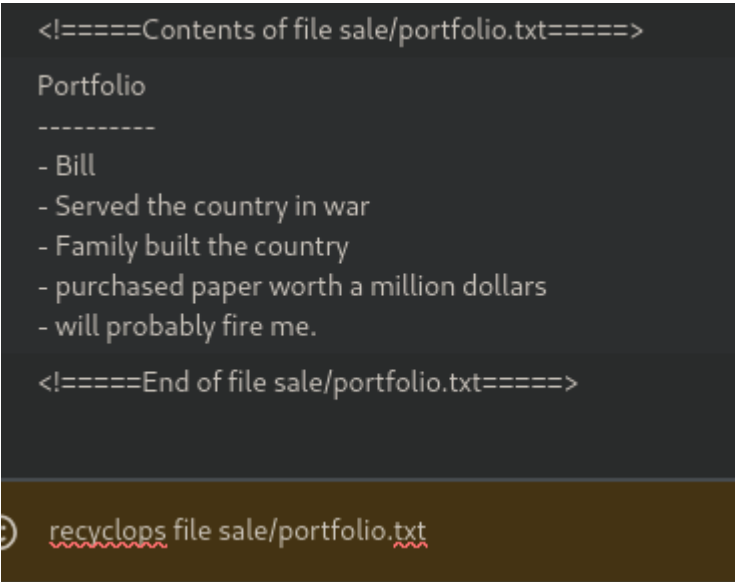 <!=====Contents of file sale/portfolio.txt=====>
Portfolio
----------
- Bill
- Served the country in war
- Family built the country
- purchased paper worth a million dollars
- will probably fire me.
<!=====End of file sale/portfolio.txt=====>
recyclops file sale/portfolio.txt